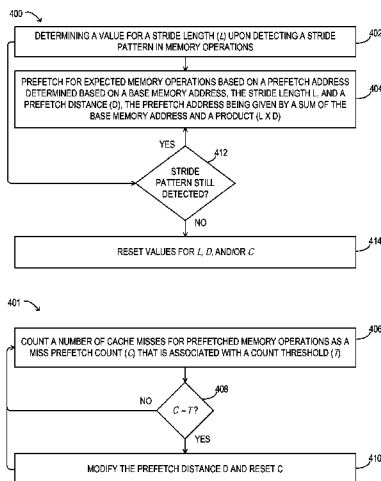 400
DETERMINING A VALUE FOR A STRIDE LENGTH (L) UPON DETECTING A STRIDE
PATTERN IN MEMORY OPERATIONS
402
PREFETCH FOR EXPECTED MEMORY OPERATIONS BASED ON A PREFETCH ADDRESS
DETERMINED BASED ON A BASE MEMORY ADDRESS, THE STRIDE LENGTH L, AND A
PREFETCH DISTANCE (D), THE PREFETCH ADDRESS BEING GIVEN BY A SUM OF THE
BASE MEMORY ADDRESS AND A PRODUCT (L X D)
404
YES
412
STRIDE
PATTERN STILL
DETECTED?
NO
RESET VALUES FOR L, D, AND/OR C
414
401
COUNT A NUMBER OF CACHE MISSES FOR PREFETCHED MEMORY OPERATIONS AS A
MISS PREFETCH COUNT (C) THAT IS ASSOCIATED WITH A COUNT THRESHOLD (T)
406
NO
408
C = T?
YES
MODIFY THE PREFETCH DISTANCE D AND RESET C
410